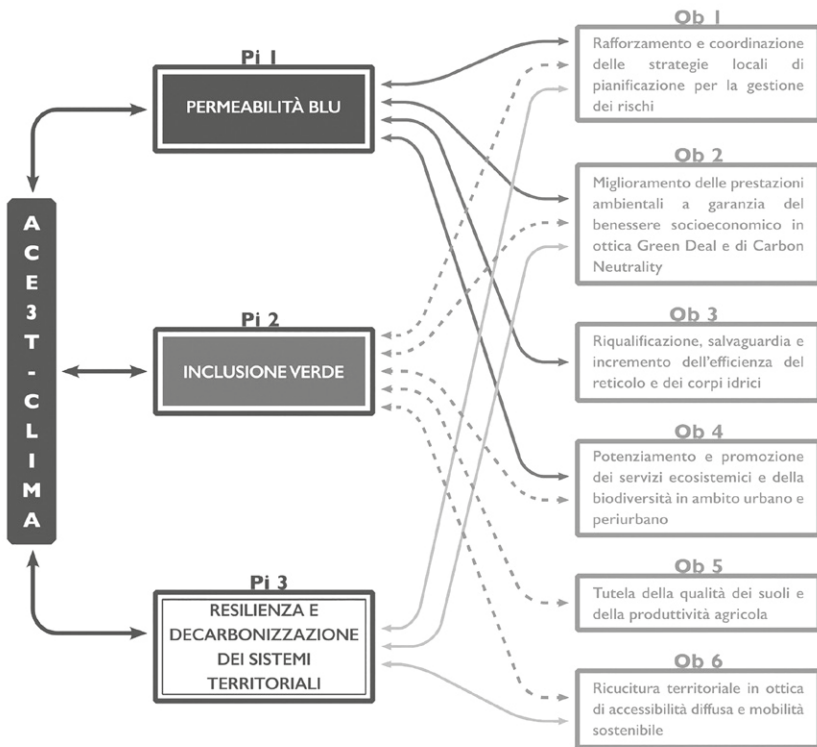 ACE3T-CLIMA
Pi 1
PERMEABILITÀ BLU
Pi 2
INCLUSIONE VERDE
Pi 3
RESILIENZA E
DECARBONIZZAZIONE
DEI SISTEMI
TERRITORIALI
Ob 1
Rafforzamento e coordinazione
delle strategie locali di
pianificazione per la gestione
dei rischi
Ob 2
Miglioramento delle prestazioni
ambientali a garanzia del
benessere socioeconomico in
ottica Green Deal e di Carbon
Neutrality
Ob 3
Riqualificazione, salvaguardia e
incremento dell'efficienza del
reticolo e dei corpi idrici
Ob 4
Potenziamento e promozione
dei servizi ecosistemici e della
biodiversità in ambito urbano e
periurbano
Ob 5
Tutela della qualità dei suoli e
della produttività agricola
Ob 6
Ricucitura territoriale in ottica
di accessibilità diffusa e mobilità
sostenibile